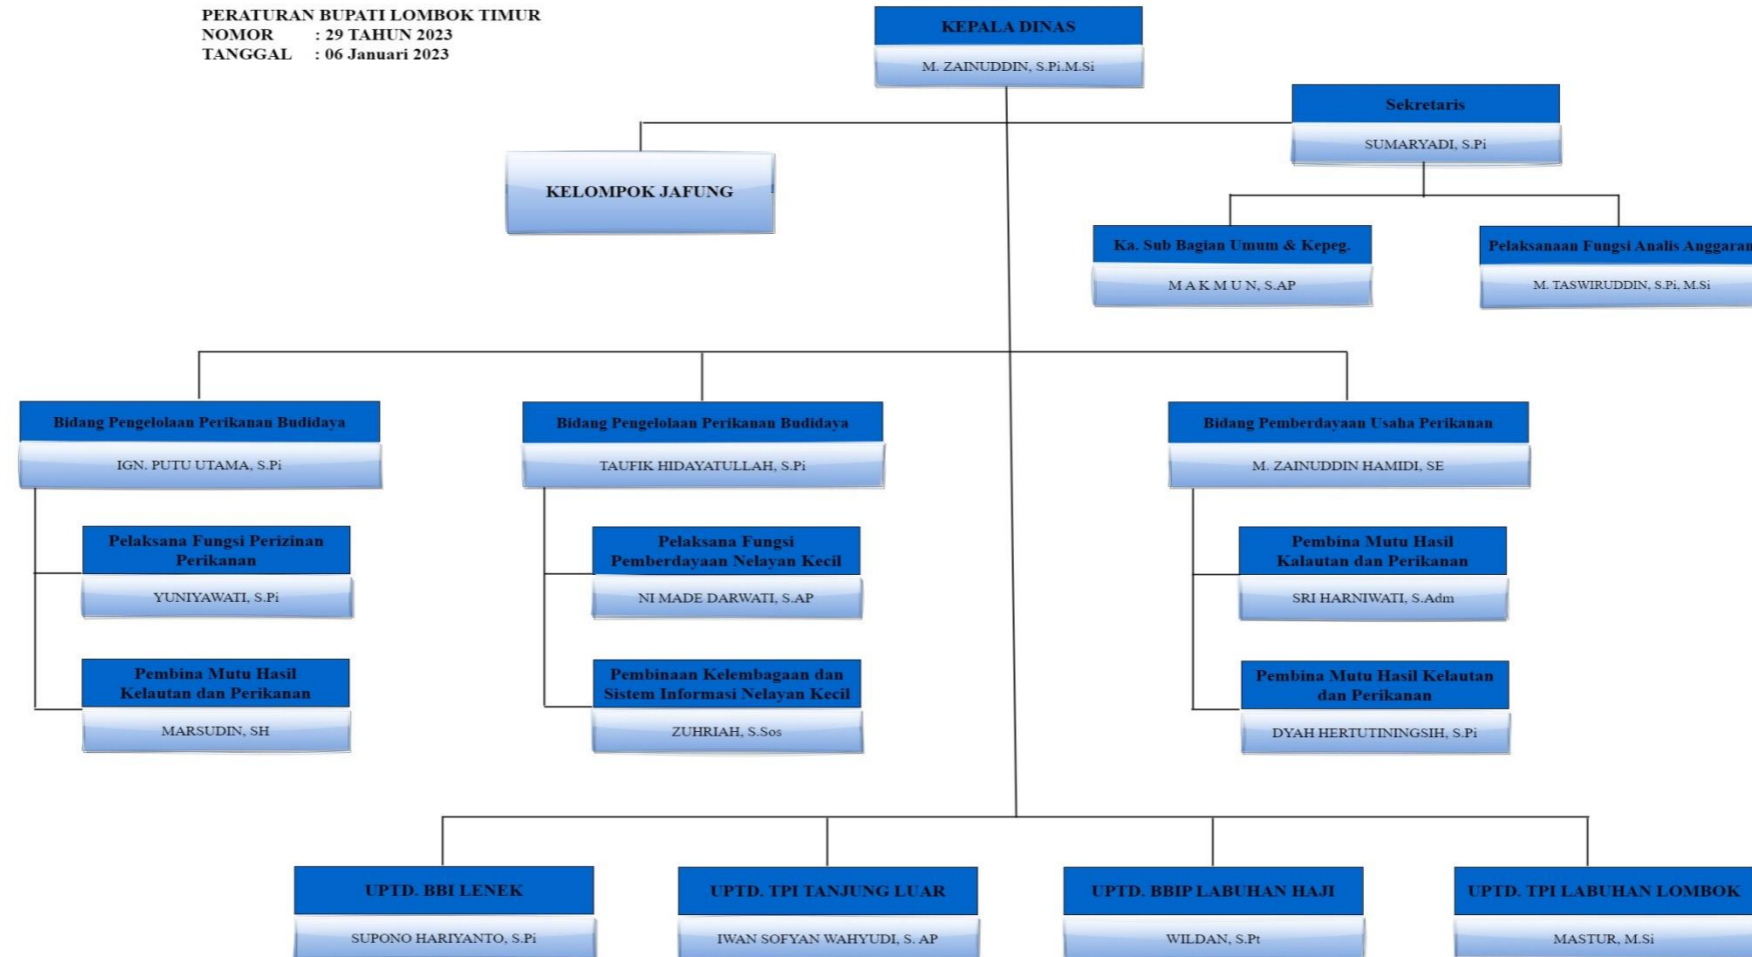 PERATURAN BUPATI LOMBOK TIMUR
NOMOR : 29 TAHUN 2023
TANGGAL : 06 Januari 2023
KEPALA DINAS
M. ZAINUDDIN, S.Pi.M.Si
Sekretaris
SUMARYADI, S.Pi
KELOMPOK JAFUNG
Ka. Sub Bagian Umum & Kepeg.
M A K M U N, S.AP
Pelaksanaan Fungsi Analis Anggaran
M. TASWIRUDDIN, S.Pi, M.Si
Bidang Pengelolaan Perikanan Budidaya
IGN. PUTU UTAMA, S.Pi
Pelaksana Fungsi Perizinan
Perikanan
YUNIYAWATI, S.Pi
Pembina Mutu Hasil
Kelautan dan Perikanan
MARSUDIN, SH
Bidang Pengelolaan Perikanan Budidaya
TAUFIK HIDAYATULLAH, S.Pi
Pelaksana Fungsi
Pemberdayaan Nelayan Kecil
NI MADE DARWATI, S.AP
Pembinaan Kelembagaan dan
Sistem Informasi Nelayan Kecil
ZUHRIAH, S.Sos
Bidang Pemberdayaan Usaha Perikanan
M. ZAINUDDIN HAMIDI, SE
Pembina Mutu Hasil
Kalautan dan Perikanan
SRI HARNIWATI, S.Adm
Pembina Mutu Hasil Kelautan
dan Perikanan
DYAH HERTUTININGSIH, S.Pi
UPTD. BBI LENEK
SUPONO HARIYANTO, S.Pi
UPTD. TPI TANJUNG LUAR
IWAN SOFYAN WAHYUDI, S. AP
UPTD. BBIP LABUHAN HAJI
WILDAN, S.Pt
UPTD. TPI LABUHAN LOMBOK
MASTUR, M.Si